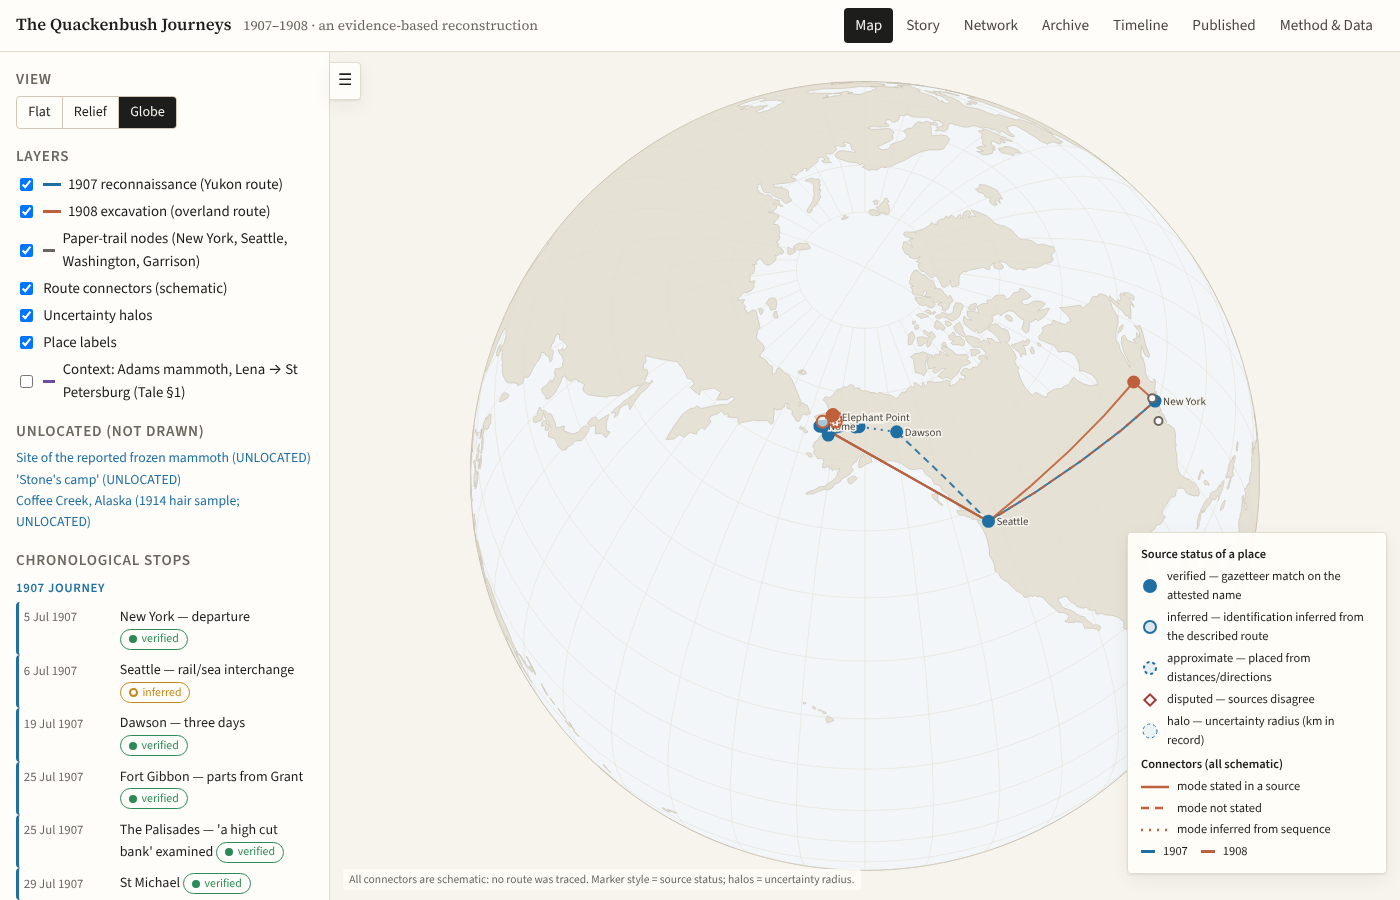 The Quackenbush Journeys 1907–1908 · an evidence-based reconstruction
Map Story Network Archive Timeline Published Method & Data
VIEW
Flat Relief Globe
LAYERS
1907 reconnaissance (Yukon route)
1908 excavation (overland route)
Paper-trail nodes (New York, Seattle,
Washington, Garrison)
Route connectors (schematic)
Uncertainty halos
Place labels
Context: Adams mammoth, Lena → St
Petersburg (Tale §1)
UNLOCATED (NOT DRAWN)
Site of the reported frozen mammoth (UNLOCATED)
'Stone's camp' (UNLOCATED)
Coffee Creek, Alaska (1914 hair sample;
UNLOCATED)
CHRONOLOGICAL STOPS
1907 JOURNEY
5 Jul 1907 New York — departure
verified
6 Jul 1907 Seattle — rail/sea interchange
inferred
19 Jul 1907 Dawson — three days
verified
25 Jul 1907 Fort Gibbon — parts from Grant
verified
25 Jul 1907 The Palisades — 'a high cut
bank' examined verified
29 Jul 1907 St Michael verified
☰
Elephant Point
Nome
Dawson
New York
Seattle
Source status of a place
verified — gazetteer match on the
attested name
inferred — identification inferred from
the described route
approximate — placed from
distances/directions
disputed — sources disagree
halo — uncertainty radius (km in
record)
Connectors (all schematic)
mode stated in a source
mode not stated
mode inferred from sequence
1907 1908
All connectors are schematic: no route was traced. Marker style = source status; halos = uncertainty radius.